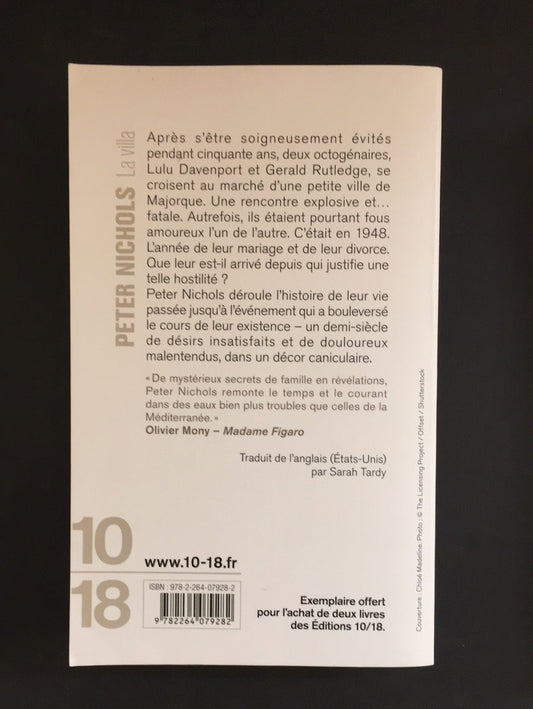 PETER NICHOLS La villa
Après s'être soigneusement évités
pendant cinquante ans, deux octogénaires,
Lulu Davenport et Gerald Rutledge, se
croisent au marché d'une petite ville de
Majorque. Une rencontre explosive et...
fatale. Autrefois, ils étaient pourtant fous
amoureux l'un de l'autre. C'était en 1948.
L'année de leur mariage et de leur divorce.
Que leur est-il arrivé depuis qui justifie une
telle hostilité ?
Peter Nichols déroule l'histoire de leur vie
passée jusqu'à l'événement qui a bouleversé
le cours de leur existence – un demi-siècle
de désirs insatisfaits et de douloureux
malentendus, dans un décor caniculaire.
« De mystérieux secrets de famille en révélations,
Peter Nichols remonte le temps et le courant
dans des eaux bien plus troubles que celles de la
Méditerranée. »
Olivier Mony – Madame Figaro
Traduit de l'anglais (États-Unis)
par Sarah Tardy
10
18
www.10-18.fr
ISBN : 978-2-264-07928-2
9 782264 079282
Exemplaire offert
pour l'achat de deux livres
des Éditions 10/18.
Couverture : Chloé Madeline. Photo : © The Licensing Project / Offset / Shutterstock